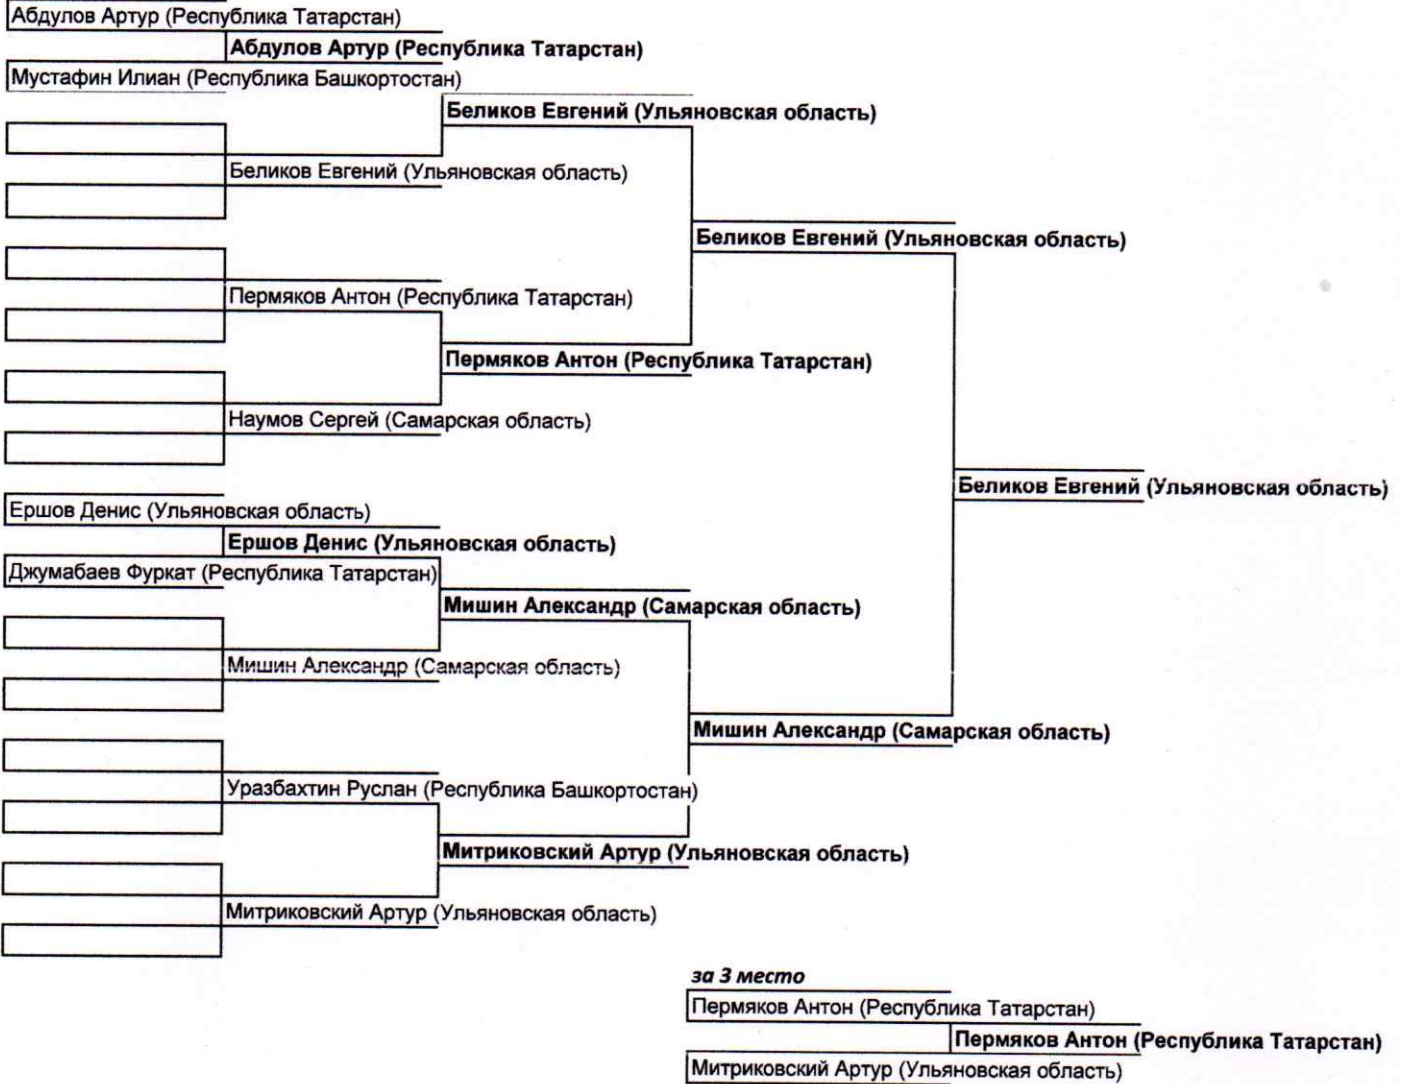 Абдулов Артур (Республика Татарстан)
Абдулов Артур (Республика Татарстан)
Мустафин Илиан (Республика Башкортостан)
Беликов Евгений (Ульяновская область)
Беликов Евгений (Ульяновская область)
Беликов Евгений (Ульяновская область)
Пермяков Антон (Республика Татарстан)
Пермяков Антон (Республика Татарстан)
Наумов Сергей (Самарская область)
Беликов Евгений (Ульяновская область)
Ершов Денис (Ульяновская область)
Ершов Денис (Ульяновская область)
Джумабаев Фуркат (Республика Татарстан)
Мишин Александр (Самарская область)
Мишин Александр (Самарская область)
Мишин Александр (Самарская область)
Уразбахтин Руслан (Республика Башкортостан)
Митриковский Артур (Ульяновская область)
Митриковский Артур (Ульяновская область)
за 3 место
Пермяков Антон (Республика Татарстан)
Пермяков Антон (Республика Татарстан)
Митриковский Артур (Ульяновская область)